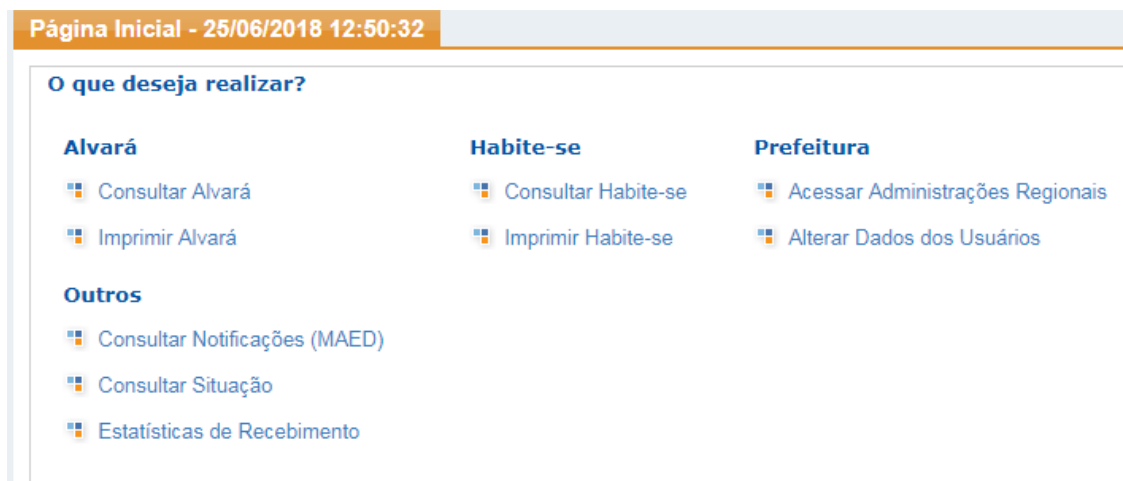 Página Inicial - 25/06/2018 12:50:32
O que deseja realizar?
Alvará
Consultar Alvará
Imprimir Alvará
Habite-se
Consultar Habite-se
Imprimir Habite-se
Prefeitura
Acessar Administrações Regionais
Alterar Dados dos Usuários
Outros
Consultar Notificações (MAED)
Consultar Situação
Estatísticas de Recebimento